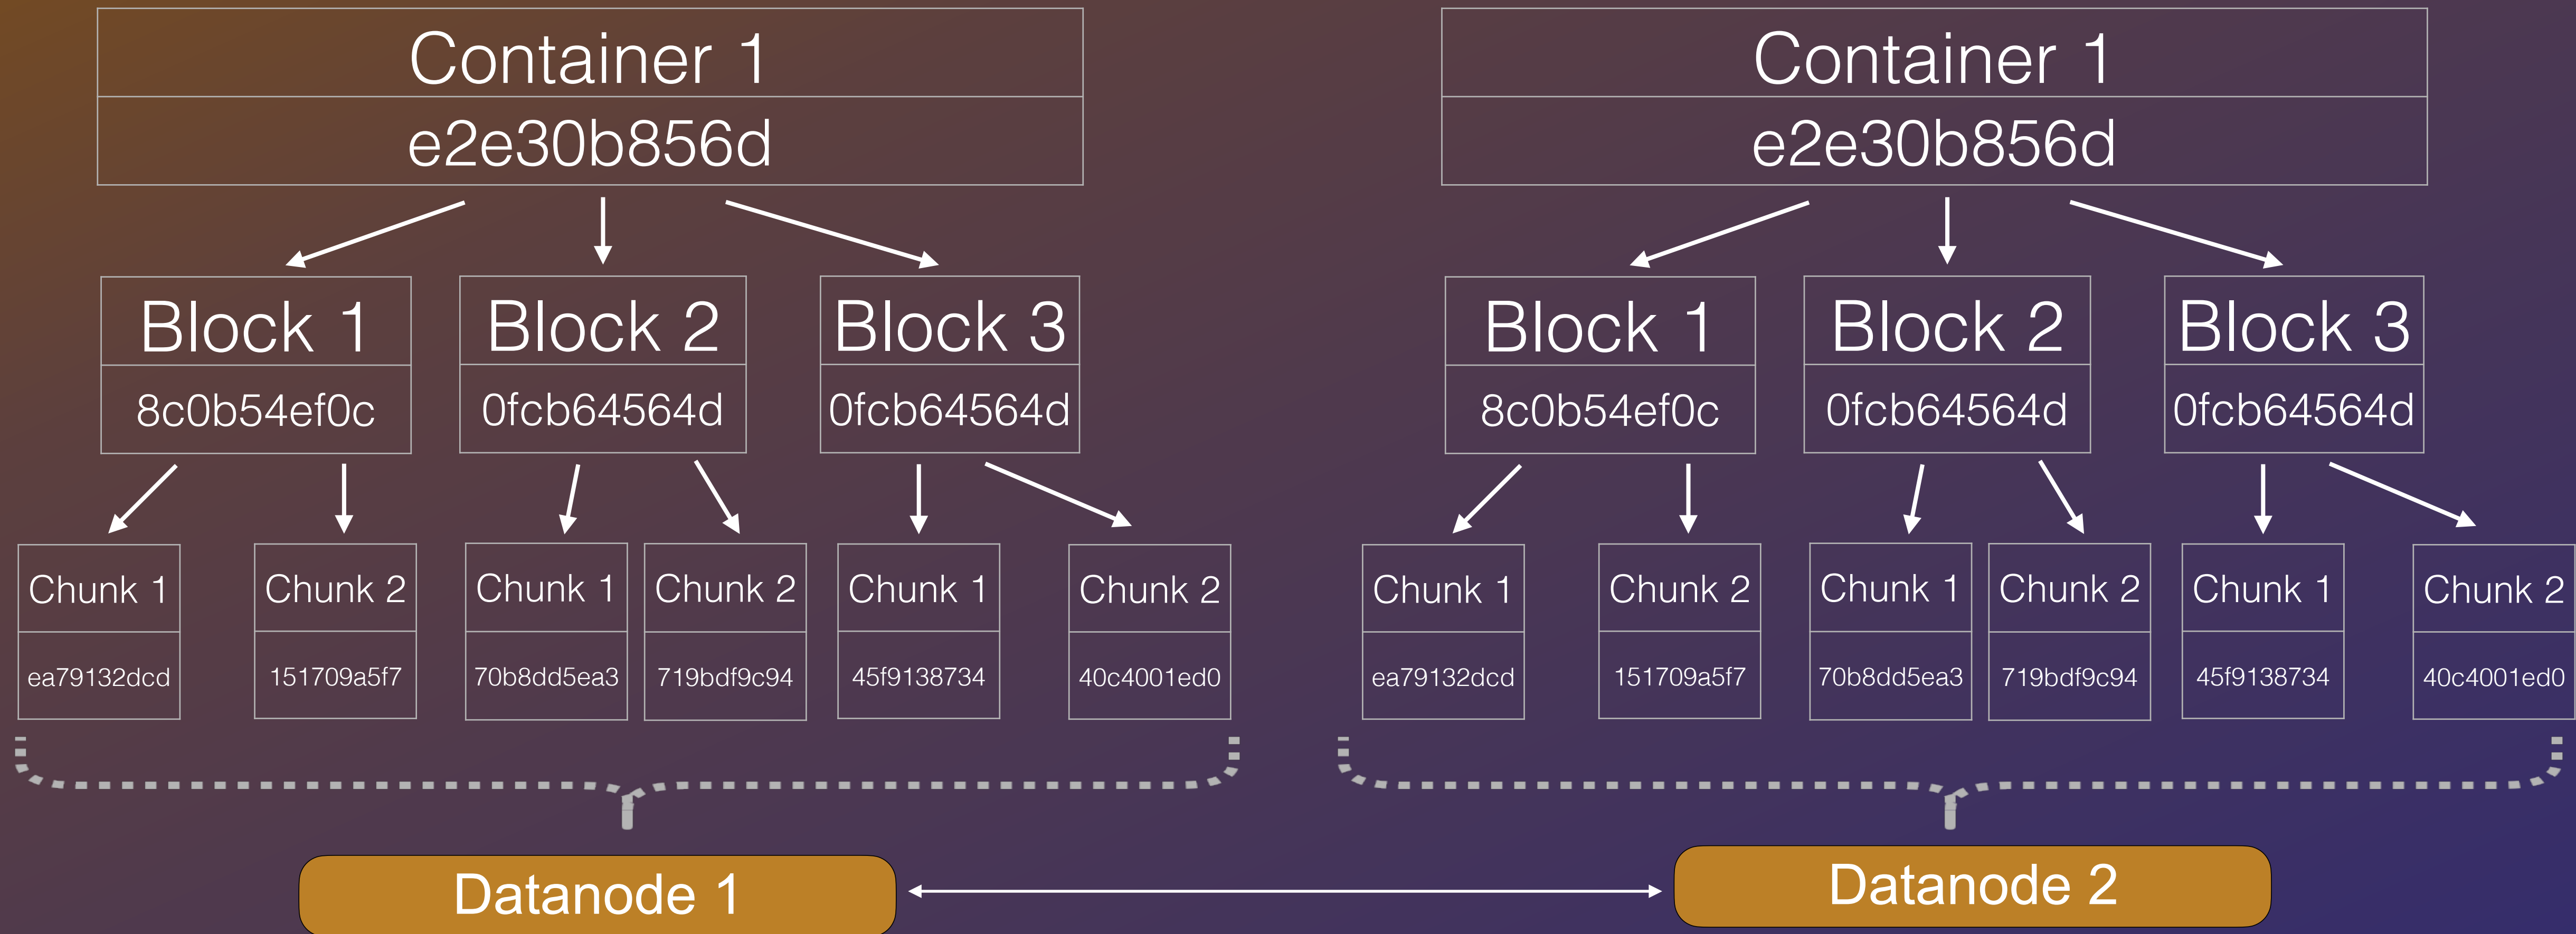 Container 1
e2e30b856d
Block 1
8c0b54ef0c
Block 2
0fcb64564d
Block 3
0fcb64564d
Chunk 1
ea79132dcd
Chunk 2
151709a5f7
Chunk 1
70b8dd5ea3
Chunk 2
719bdf9c94
Chunk 1
45f9138734
Chunk 2
40c4001ed0
Datanode 1
Container 1
e2e30b856d
Block 1
8c0b54ef0c
Block 2
0fcb64564d
Block 3
0fcb64564d
Chunk 1
ea79132dcd
Chunk 2
151709a5f7
Chunk 1
70b8dd5ea3
Chunk 2
719bdf9c94
Chunk 1
45f9138734
Chunk 2
40c4001ed0
Datanode 2